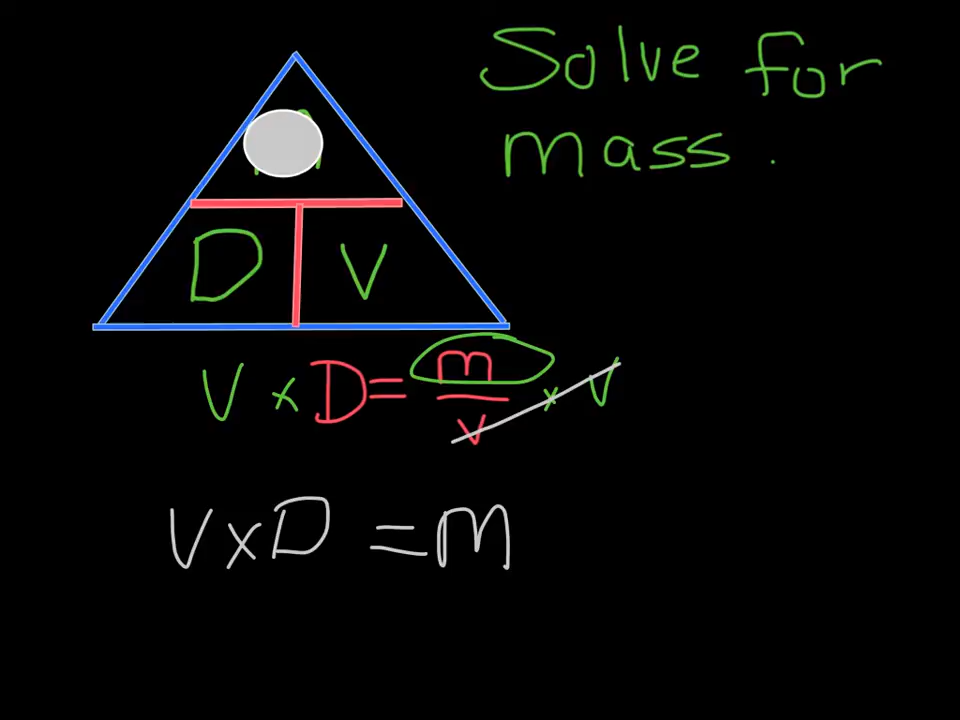 Solve for
mass.
D V
V x D = m/v x V
V x D = m